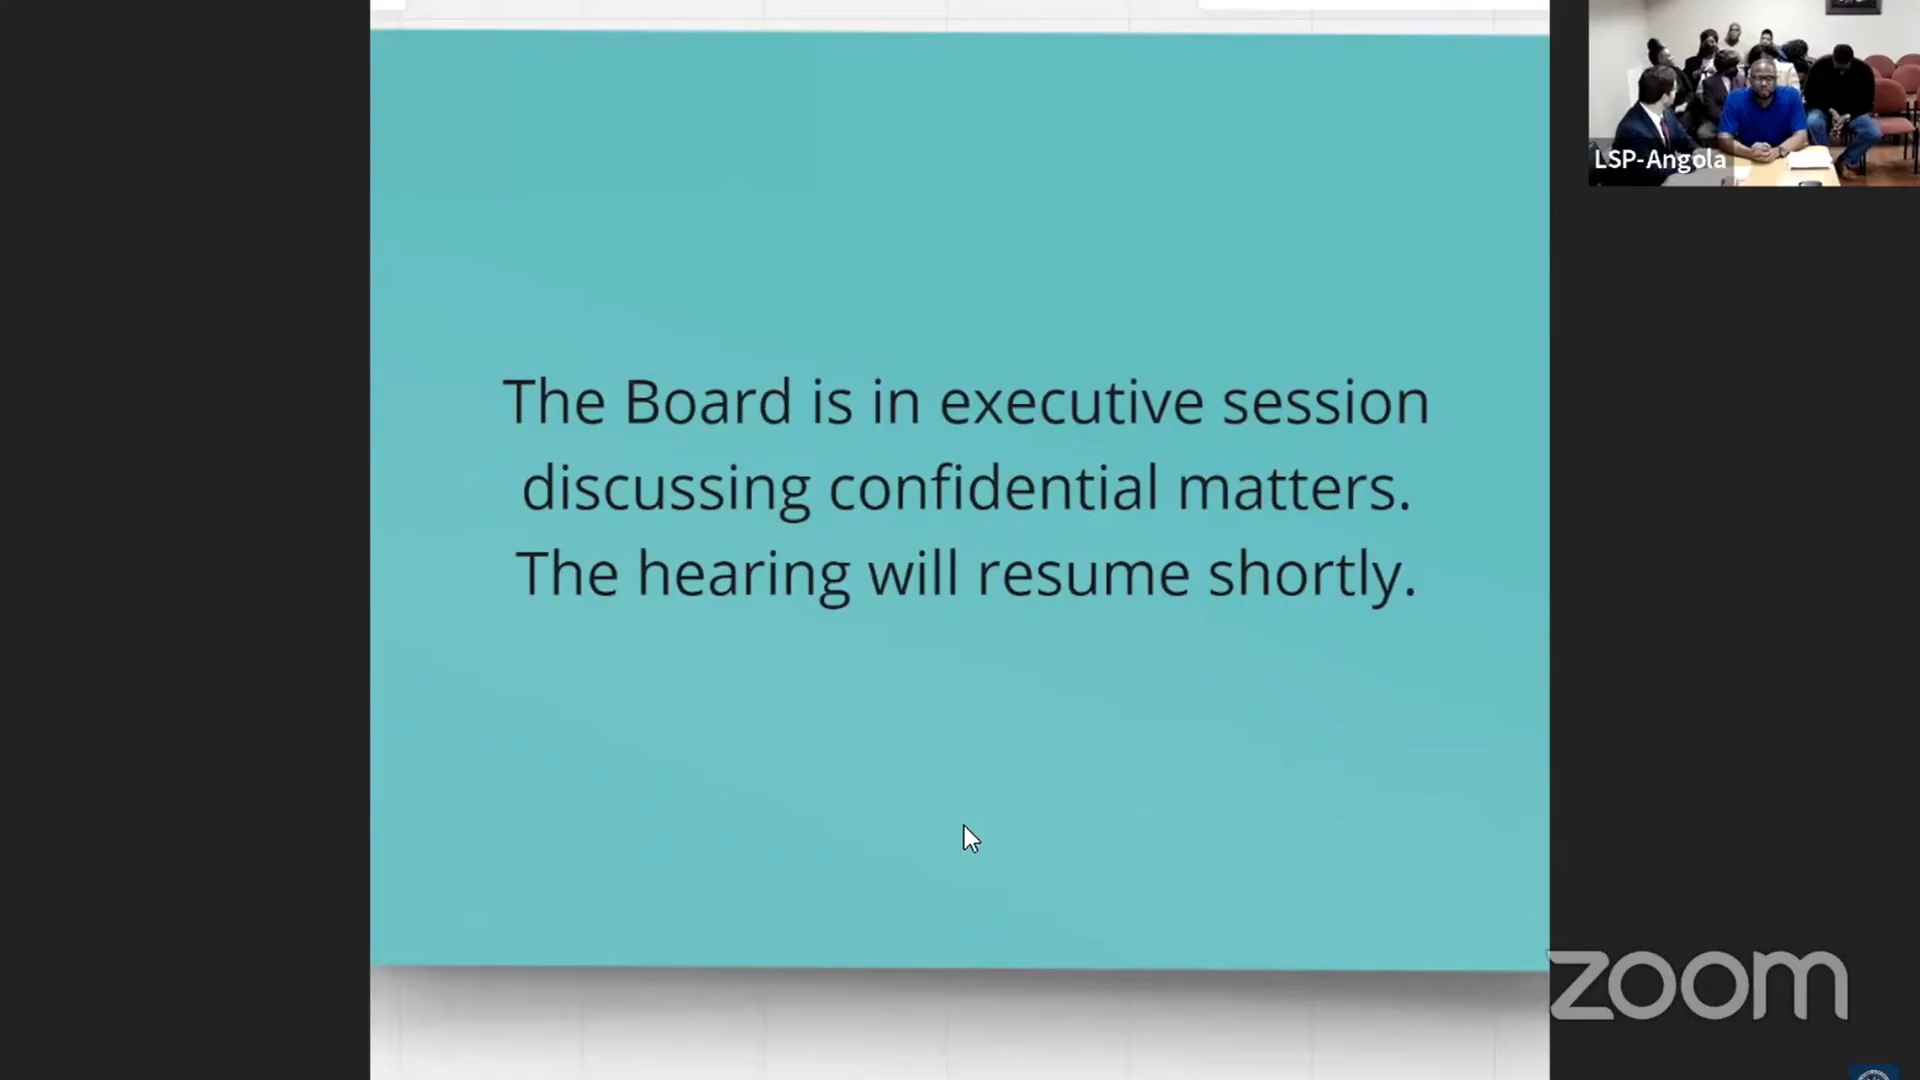 LSP-Angola
The Board is in executive session
discussing confidential matters.
The hearing will resume shortly.
zoom